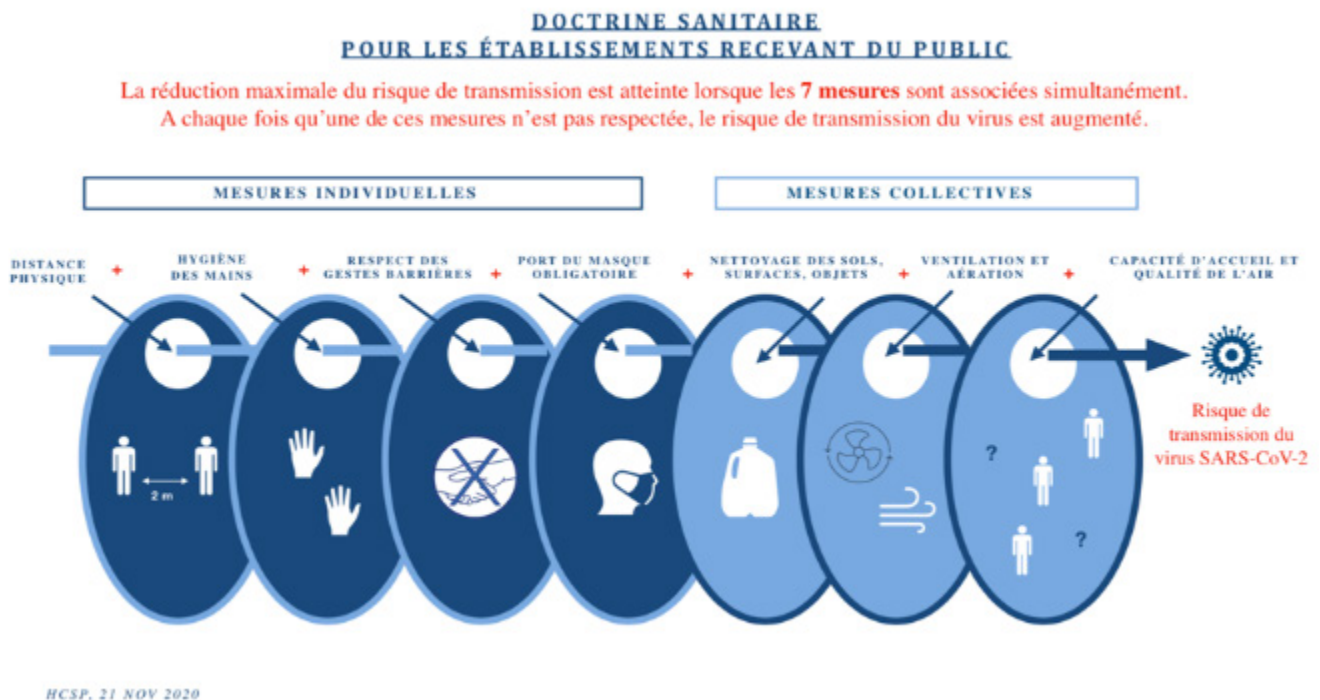 DOCTRINE SANITAIRE
POUR LES ÉTABLISSEMENTS RECEVANT DU PUBLIC
La réduction maximale du risque de transmission est atteinte lorsque les 7 mesures sont associées simultanément.
A chaque fois qu'une de ces mesures n'est pas respectée, le risque de transmission du virus est augmenté.
MESURES INDIVIDUELLES
MESURES COLLECTIVES
DISTANCE
PHYSIQUE
+
HYGIÈNE
DES MAINS
+
RESPECT DES
GESTES BARRIÈRES
+
PORT DU MASQUE
OBLIGATOIRE
+
NETTOYAGE DES SOLS,
SURFACES, OBJETS
+
VENTILATION ET
AÉRATION
+
CAPACITÉ D'ACCUEIL ET
QUALITÉ DE L'AIR
2 m
?
?
Risque de
transmission du
virus SARS-CoV-2
HCSP, 21 NOV 2020